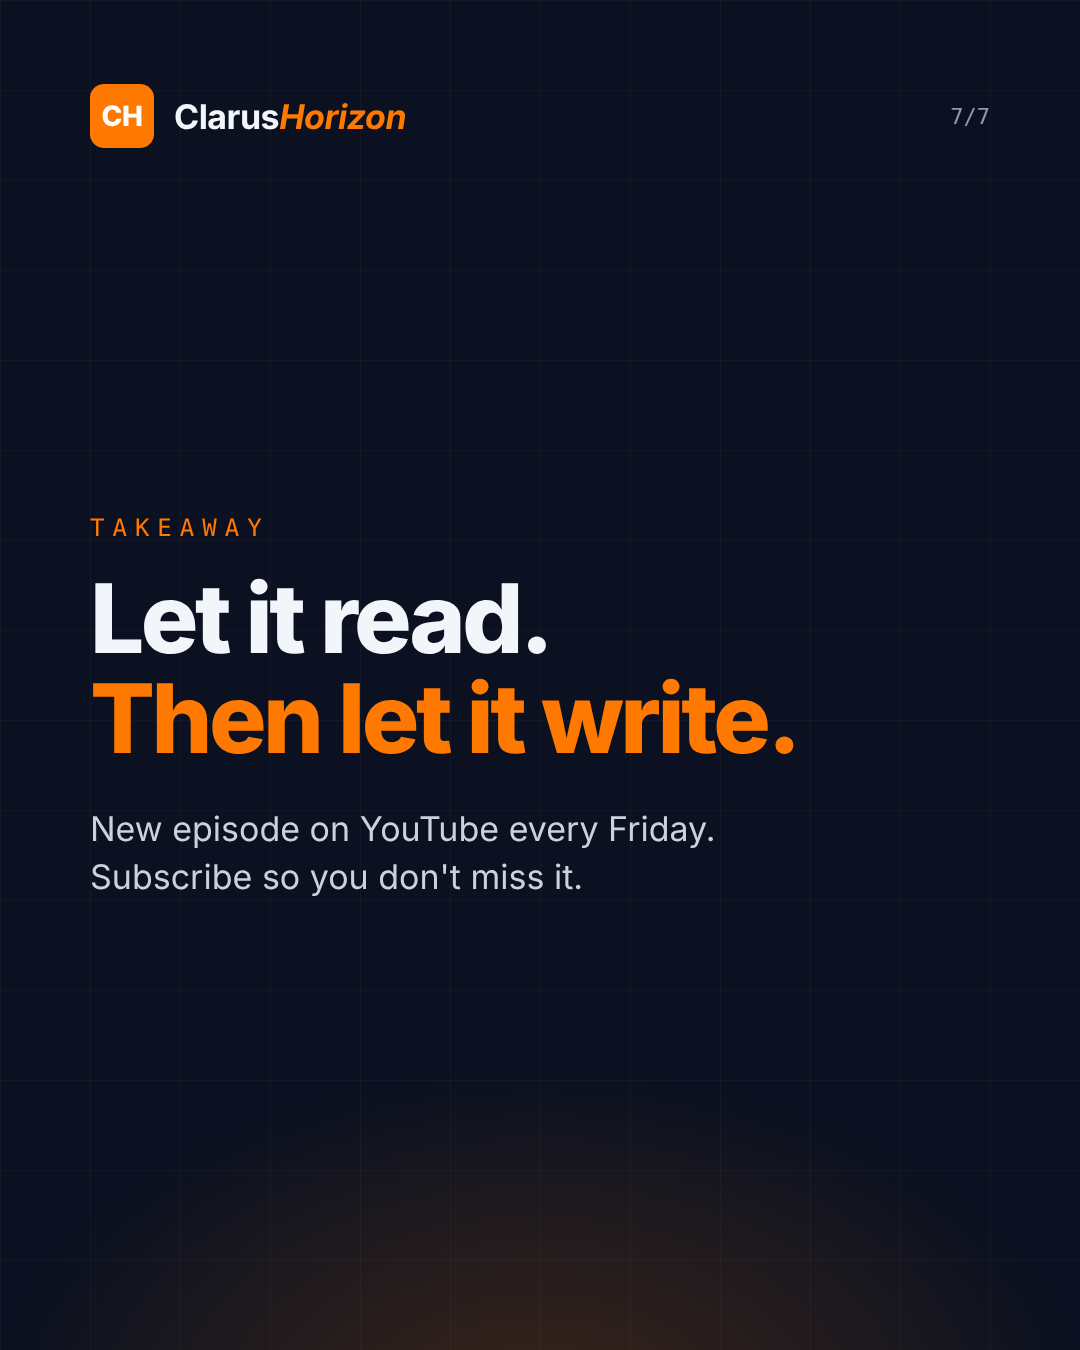 CH
ClarusHorizon
7/7
TAKEAWAY
Let it read.
Then let it write.
New episode on YouTube every Friday.
Subscribe so you don't miss it.